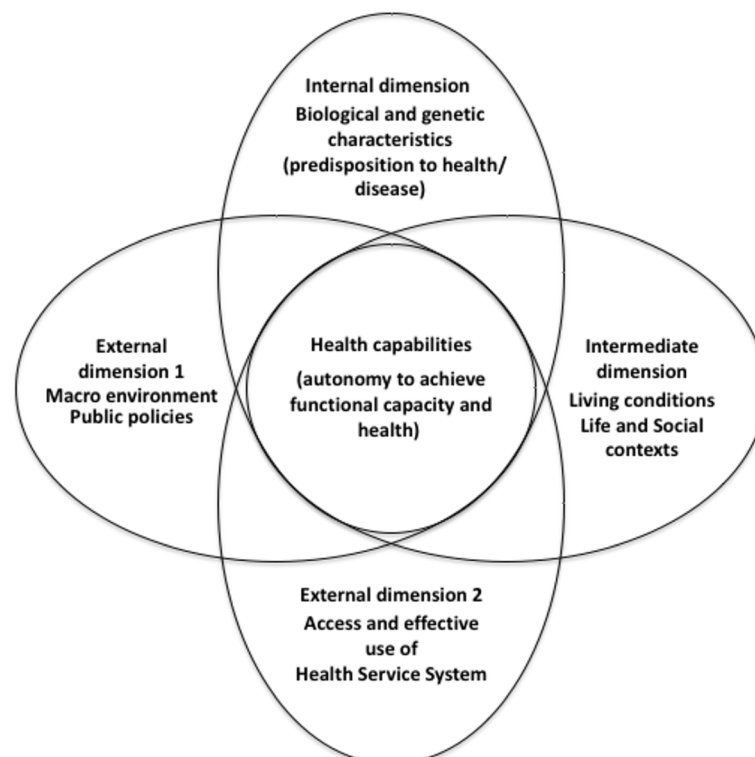 Internal dimension
Biological and genetic
characteristics
(predisposition to health/
disease)
External
dimension 1
Macro environment
Public policies
Health capabilities
(autonomy to achieve
functional capacity and
health)
Intermediate
dimension
Living conditions
Life and Social
contexts
External dimension 2
Access and effective
use of
Health Service System